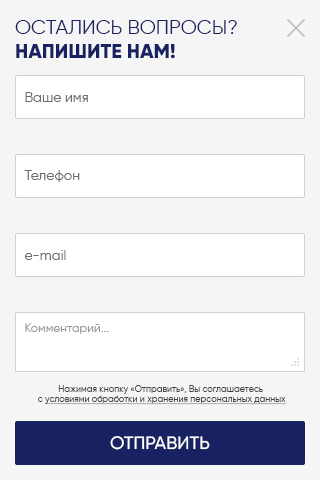 ОСТАЛИСЬ ВОПРОСЫ?
НАПИШИТЕ НАМ!
Ваше имя
Телефон
e-mail
Комментарий...
Нажимая кнопку «Отправить», Вы соглашаетесь
с условиями обработки и хранения персональных данных
ОТПРАВИТЬ